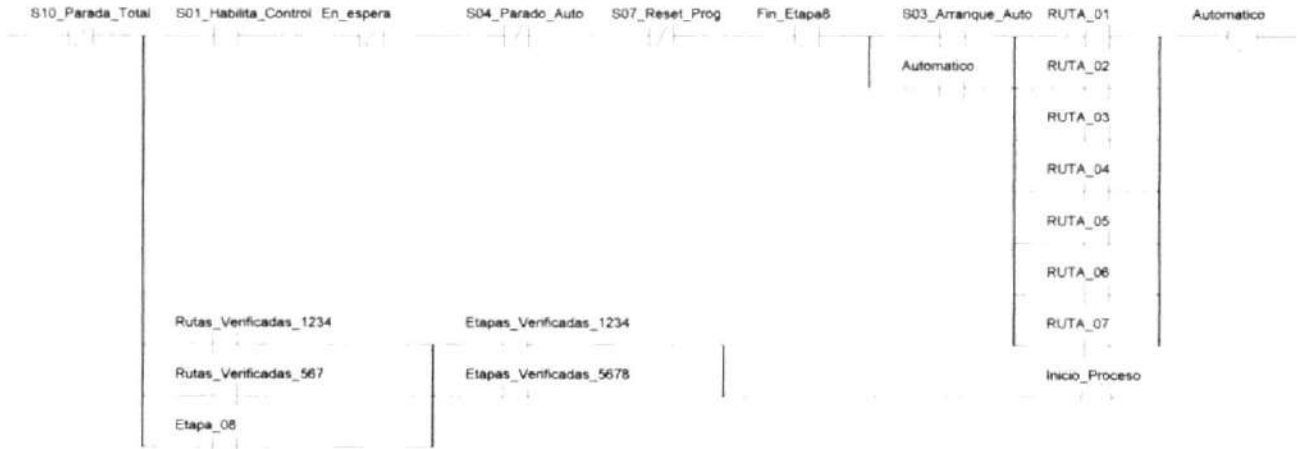 S10_Parada_Total S01_Habilita_Control En_espera S04_Parado_Auto S07_Reset_Prog Fin_Etapa8 S03_Arranque_Auto RUTA_01 Automatico
Automatico RUTA_02
RUTA_03
RUTA_04
RUTA_05
RUTA_06
Rutas_Verificadas_1234 Etapas_Verificadas_1234 RUTA_07
Rutas_Verificadas_567 Etapas_Verificadas_5678 Inicio_Proceso
Etapa_08